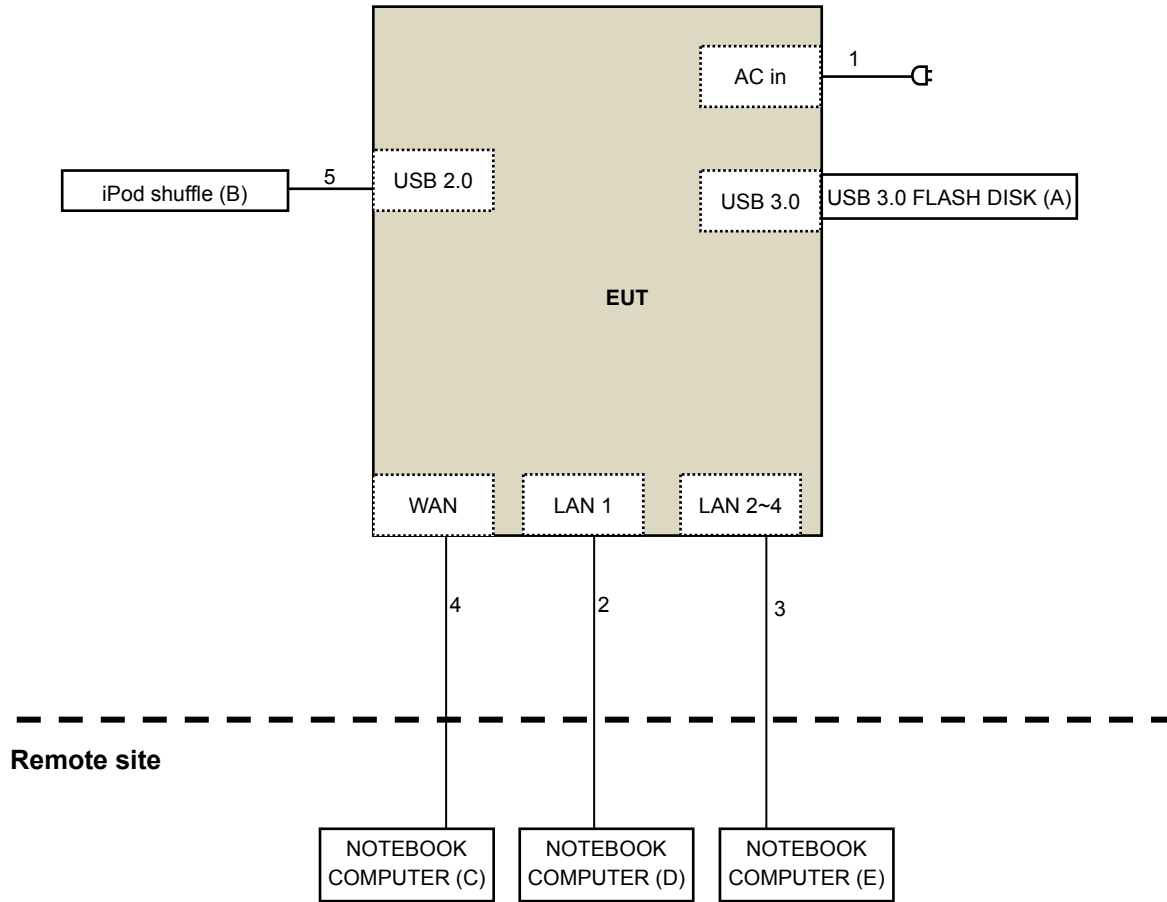 1
AC in
5
iPod shuffle (B)
USB 2.0
USB 3.0
USB 3.0 FLASH DISK (A)
EUT
WAN
LAN 1
LAN 2~4
4
2
3
Remote site
NOTEBOOK
COMPUTER (C)
NOTEBOOK
COMPUTER (D)
NOTEBOOK
COMPUTER (E)